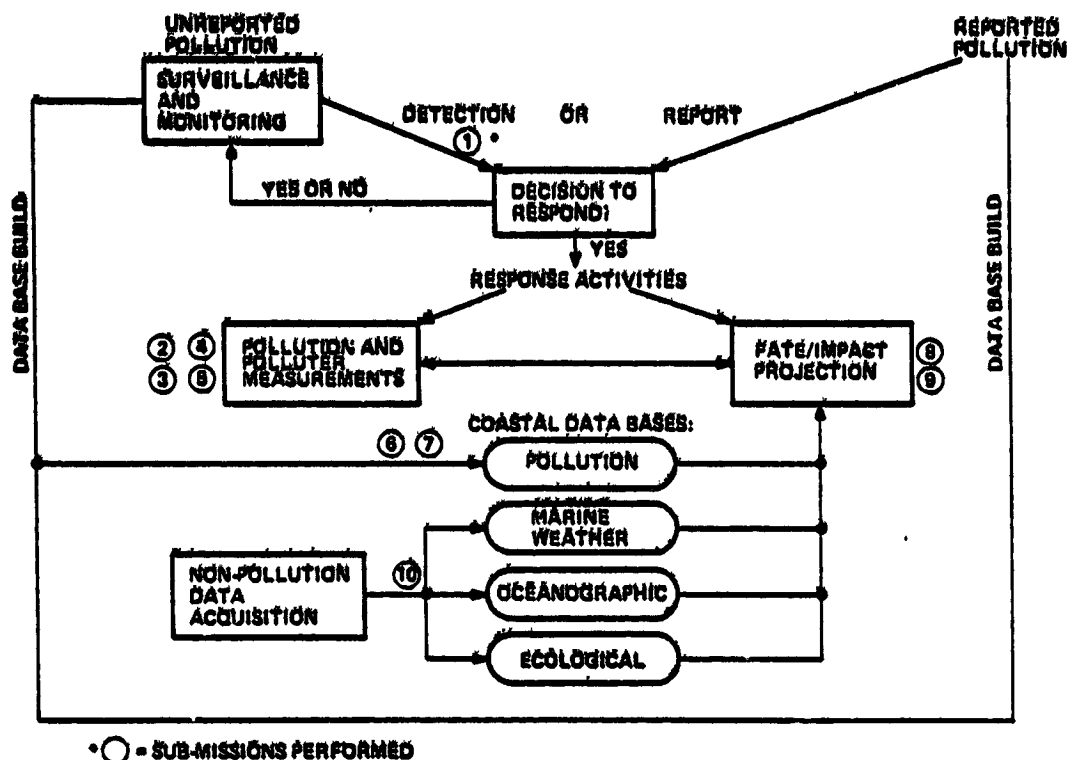 UNREPORTED
POLLUTION
REPORTED
POLLUTION
SURVEILLANCE
AND
MONITORING
DETECTION OR REPORT
1 *
YES OR NO
DECISION TO
RESPOND?
YES
RESPONSE ACTIVITIES
DATA BASE BUILD
DATA BASE BUILD
2 4
3 5
POLLUTION AND
POLLUTER
MEASUREMENTS
FATE/IMPACT
PROJECTION
8
9
COASTAL DATA BASES:
6 7
POLLUTION
MARINE
WEATHER
NON-POLLUTION
DATA
ACQUISITION
10
OCEANOGRAPHIC
ECOLOGICAL
* ○ = SUB-MISSIONS PERFORMED